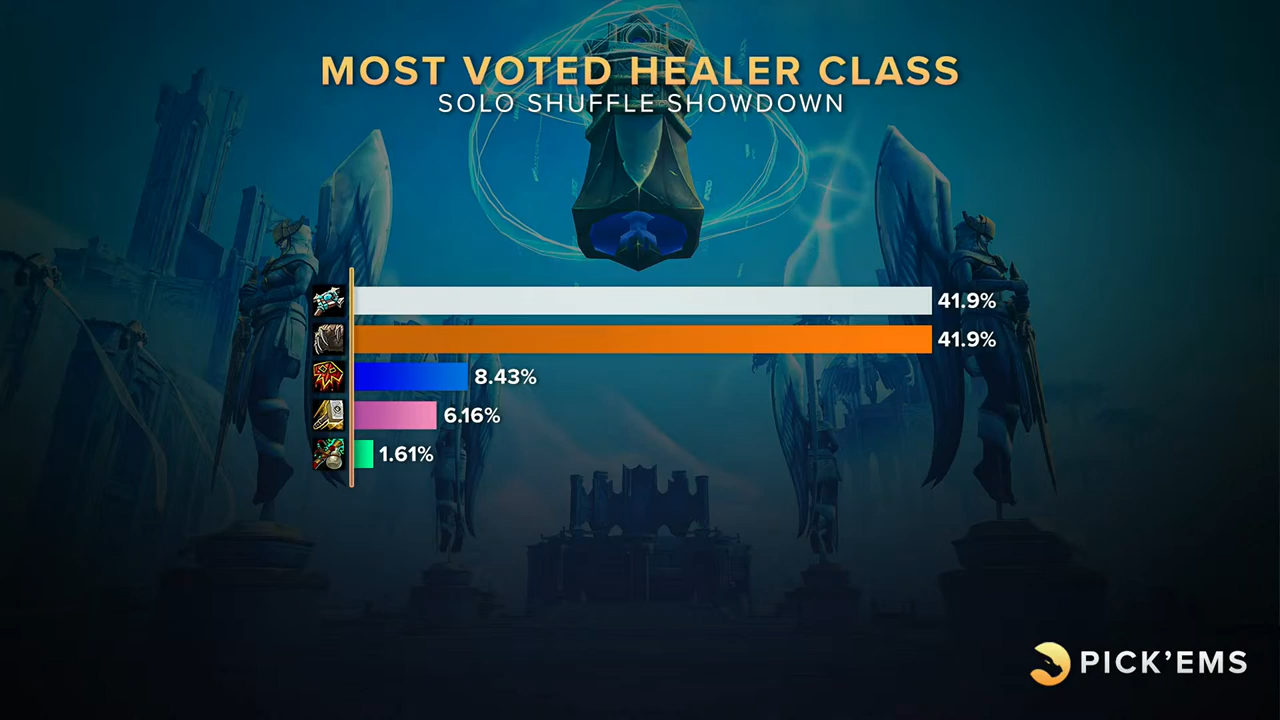 MOST VOTED HEALER CLASS
SOLO SHUFFLE SHOWDOWN
41.9%
41.9%
8.43%
6.16%
1.61%
PICK'EMS